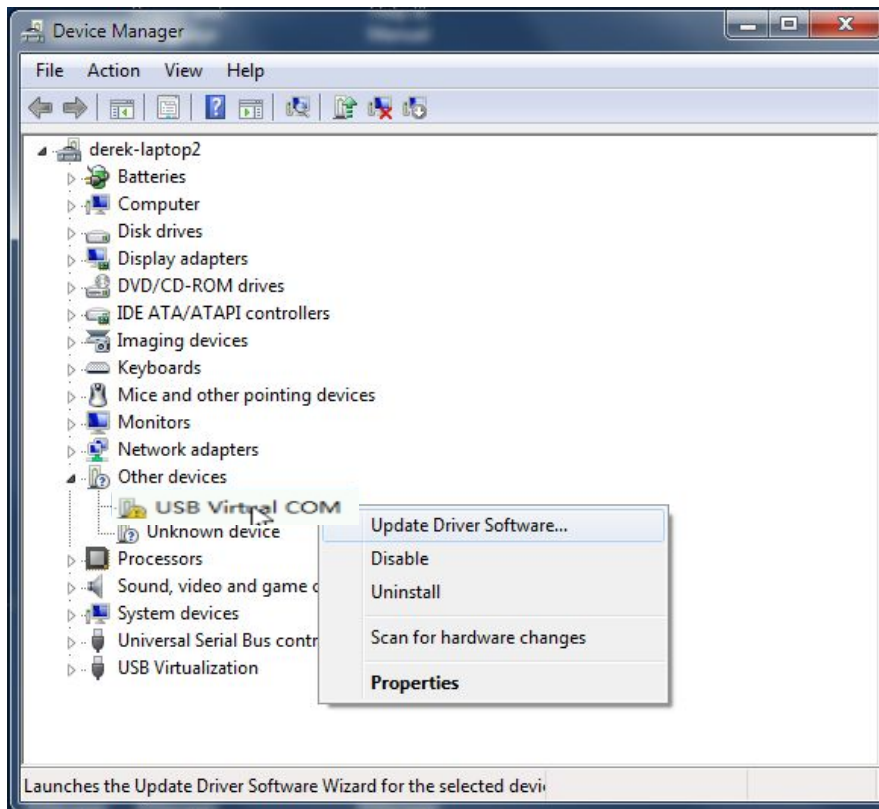 Device Manager
File Action View Help
derek-laptop2
Batteries
Computer
Disk drives
Display adapters
DVD/CD-ROM drives
IDE ATA/ATAPI controllers
Imaging devices
Keyboards
Mice and other pointing devices
Monitors
Network adapters
Other devices
USB Virtual COM
Unknown device
Processors
Sound, video and game
System devices
Universal Serial Bus contr
USB Virtualization
Update Driver Software...
Disable
Uninstall
Scan for hardware changes
Properties
Launches the Update Driver Software Wizard for the selected devi